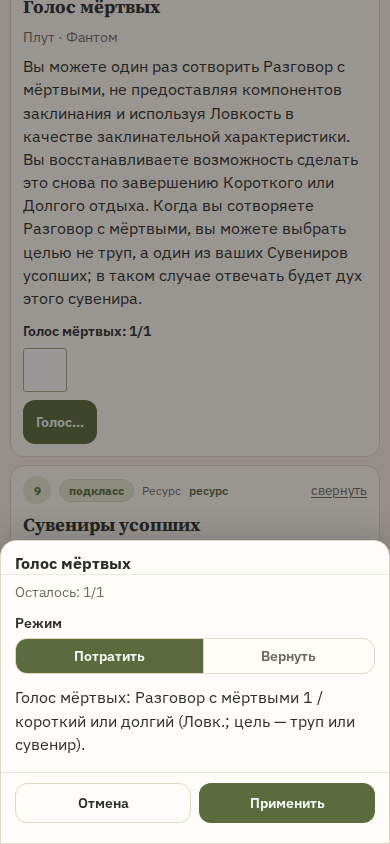 Голос мёртвых
Плут · Фантом
Вы можете один раз сотворить Разговор с
мёртвыми, не предоставляя компонентов
заклинания и используя Ловкость в
качестве заклинательной характеристики.
Вы восстанавливаете возможность сделать
это снова по завершению Короткого или
Долгого отдыха. Когда вы сотворяете
Разговор с мёртвыми, вы можете выбрать
целью не труп, а один из ваших Сувениров
усопших; в таком случае отвечать будет дух
этого сувенира.
Голос мёртвых: 1/1
Голос...
9 подкласс Ресурс ресурс свернуть
Сувениры усопших
Голос мёртвых
Осталось: 1/1
Режим
Потратить Вернуть
Голос мёртвых: Разговор с мёртвыми 1 /
короткий или долгий (Ловк.; цель — труп или
сувенир).
Отмена Применить